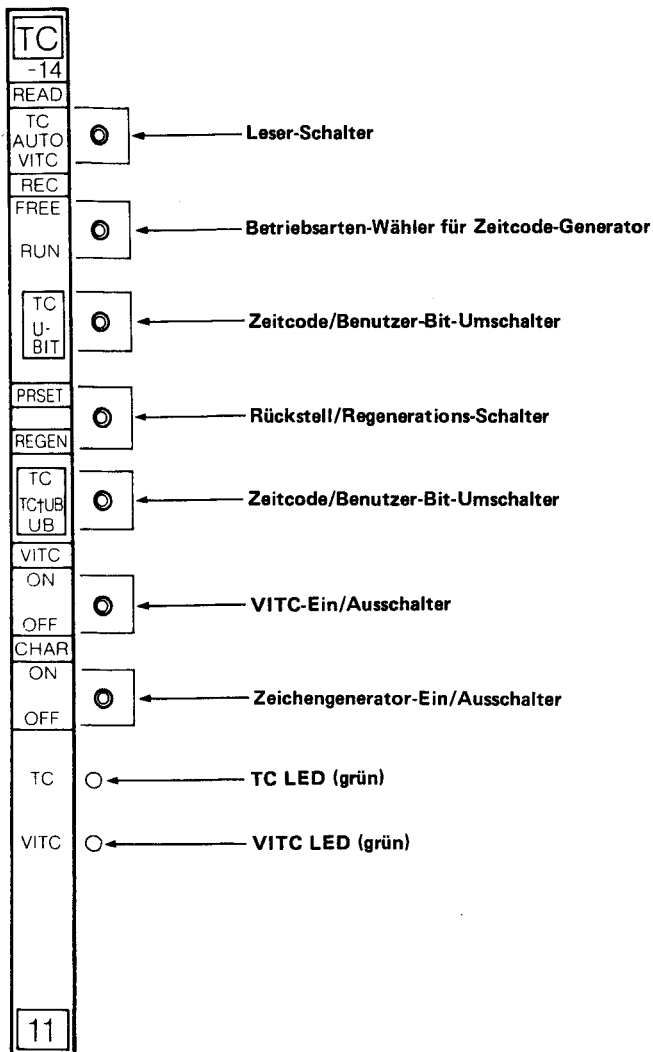 TC
-14
READ
TC
AUTO
VITC
Leser-Schalter
REC
FREE
RUN
Betriebsarten-Wähler für Zeitcode-Generator
TC
U-
BIT
Zeitcode/Benutzer-Bit-Umschalter
PRSET
REGEN
Rückstell/Regenerations-Schalter
TC
TC†UB
UB
Zeitcode/Benutzer-Bit-Umschalter
VITC
ON
OFF
VITC-Ein/Ausschalter
CHAR
ON
OFF
Zeichengenerator-Ein/Ausschalter
TC
TC LED (grün)
VITC
VITC LED (grün)
11